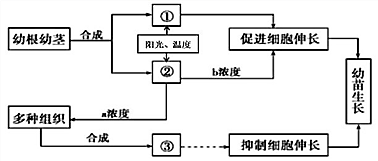 幼根幼茎
合成
①
阳光、温度
②
促进细胞伸长
b浓度
a浓度
幼苗生长
多种组织
合成
③
抑制细胞伸长